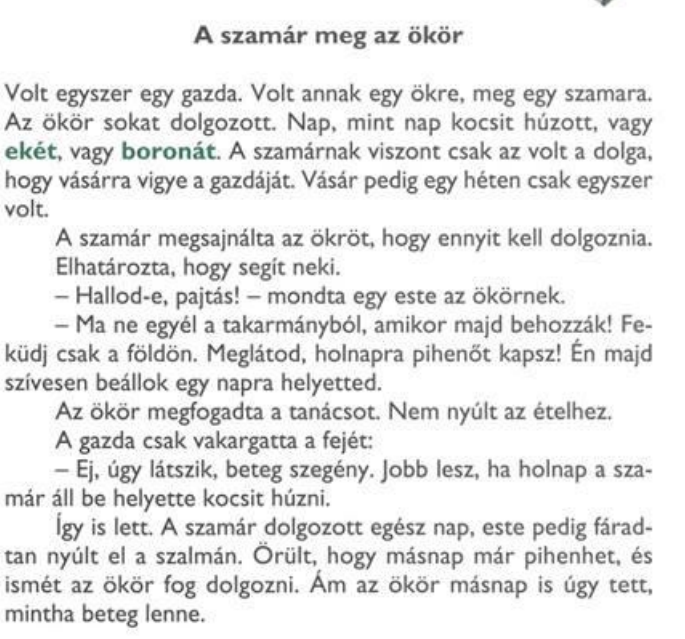 A szamár meg az ökör
Volt egyszer egy gazda. Volt annak egy ökre, meg egy szamara.
Az ökör sokat dolgozott. Nap, mint nap kocsit húzott, vagy
ekét, vagy boronát. A szamárnak viszont csak az volt a dolga,
hogy vásárra vigye a gazdáját. Vásár pedig egy héten csak egyszer
volt.
A szamár megsajnálta az ökröt, hogy ennyit kell dolgoznia.
Elhatározta, hogy segít neki.
– Hallod-e, pajtás! – mondta egy este az ökörnek.
– Ma ne egyél a takarmányból, amikor majd behozzák! Fe-
küdj csak a földön. Meglátod, holnapra pihenőt kapsz! Én majd
szívesen beállok egy napra helyetted.
Az ökör megfogadta a tanácsot. Nem nyúlt az ételhez.
A gazda csak vakargatta a fejét:
– Ej, úgy látszik, beteg szegény. Jobb lesz, ha holnap a sza-
már áll be helyette kocsit húzni.
Így is lett. A szamár dolgozott egész nap, este pedig fárad-
tan nyúlt el a szalmán. Örült, hogy másnap már pihenhet, és
ismét az ökör fog dolgozni. Ám az ökör másnap is úgy tett,
mintha beteg lenne.